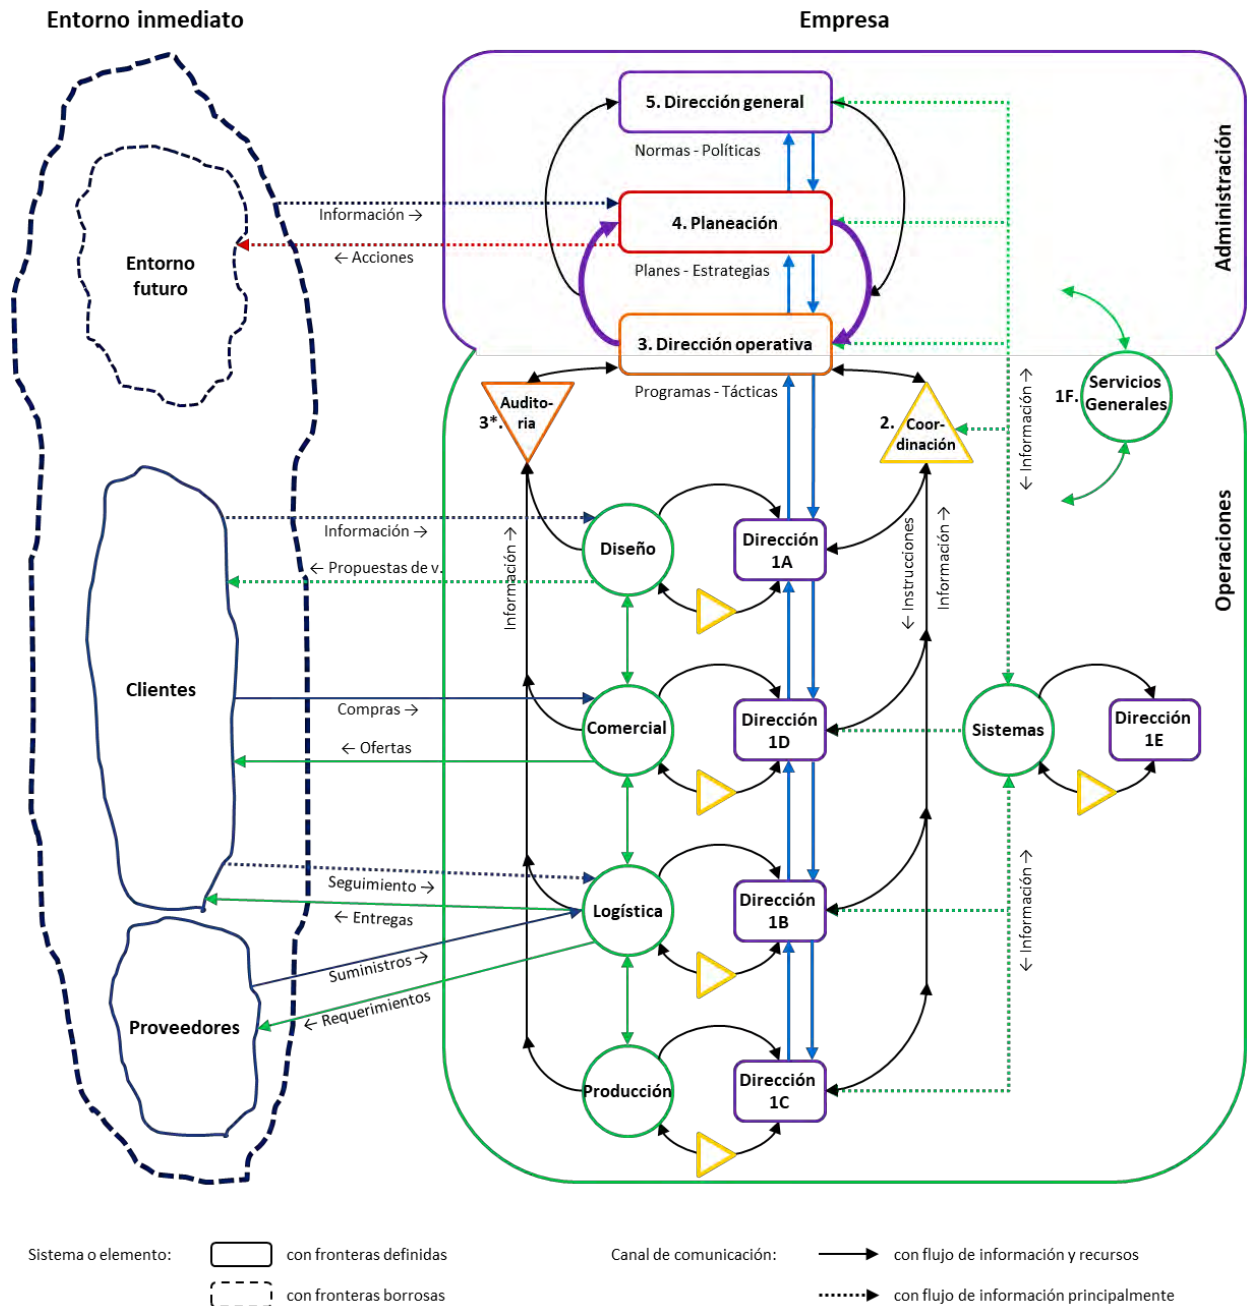 Entorno inmediato
Empresa
5. Dirección general
Normas - Políticas
Información →
4. Planeación
← Acciones
Planes - Estrategias
Entorno
futuro
Administración
3. Dirección operativa
Programas - Tácticas
Audito-
ria
3*.
2.
Coor-
dinación
← Información →
1F.
Servicios
Generales
Operaciones
Información →
Diseño
Dirección
1A
← Propuestas de v.
Información →
← Instrucciones
Información →
Clientes
Compras →
Comercial
Dirección
1D
← Ofertas
Sistemas
Dirección
1E
Seguimiento →
Logística
Dirección
1B
← Entregas
← Información →
Suministros →
← Requerimientos
Proveedores
Producción
Dirección
1C
Sistema o elemento:
con fronteras definidas
con fronteras borrosas
Canal de comunicación:
con flujo de información y recursos
con flujo de información principalmente